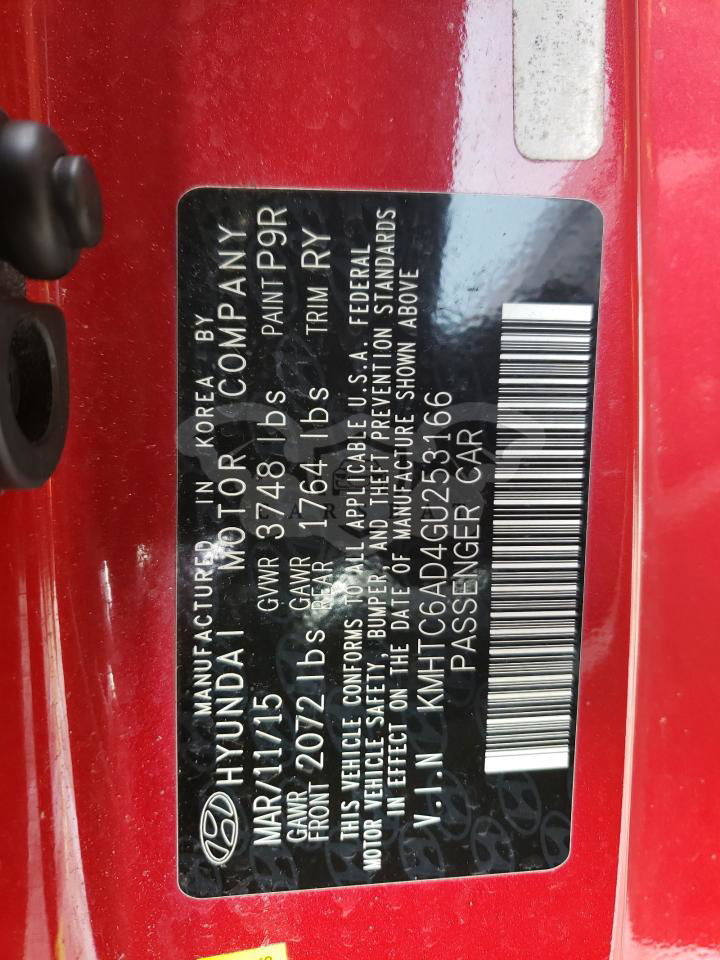 MANUFACTURED IN KOREA BY
HYUNDAI MOTOR COMPANY
MAR/11/15 GVWR 3748 lbs PAINT P9R
GAWR FRONT 2072 lbs GAWR REAR 1764 lbs TRIM RY
THIS VEHICLE CONFORMS TO ALL APPLICABLE U.S.A. FEDERAL
MOTOR VEHICLE SAFETY, BUMPER, AND THEFT PREVENTION STANDARDS
IN EFFECT ON THE DATE OF MANUFACTURE SHOWN ABOVE
V.I.N KMHTC6AD4GU253166
PASSENGER CAR